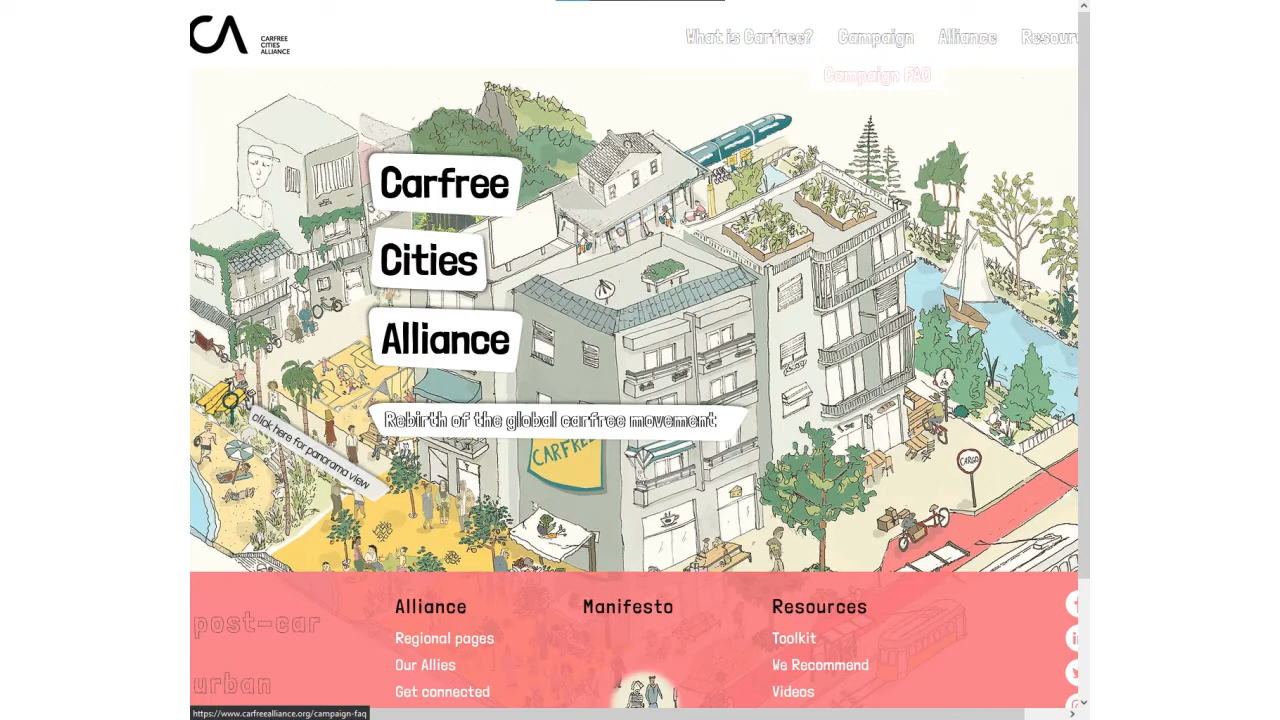 CA
CARFREE
CITIES
ALLIANCE
What is Carfree?
Campaign
Alliance
Campaign FAQ
Carfree
Cities
Alliance
Rebirth of the global carfree movement
click here for panorama view
CARFREE
CARGO
post-car
urban
Alliance
Regional pages
Our Allies
Get connected
Manifesto
Resources
Toolkit
We Recommend
Videos
https://www.carfreealliance.org/campaign-faq